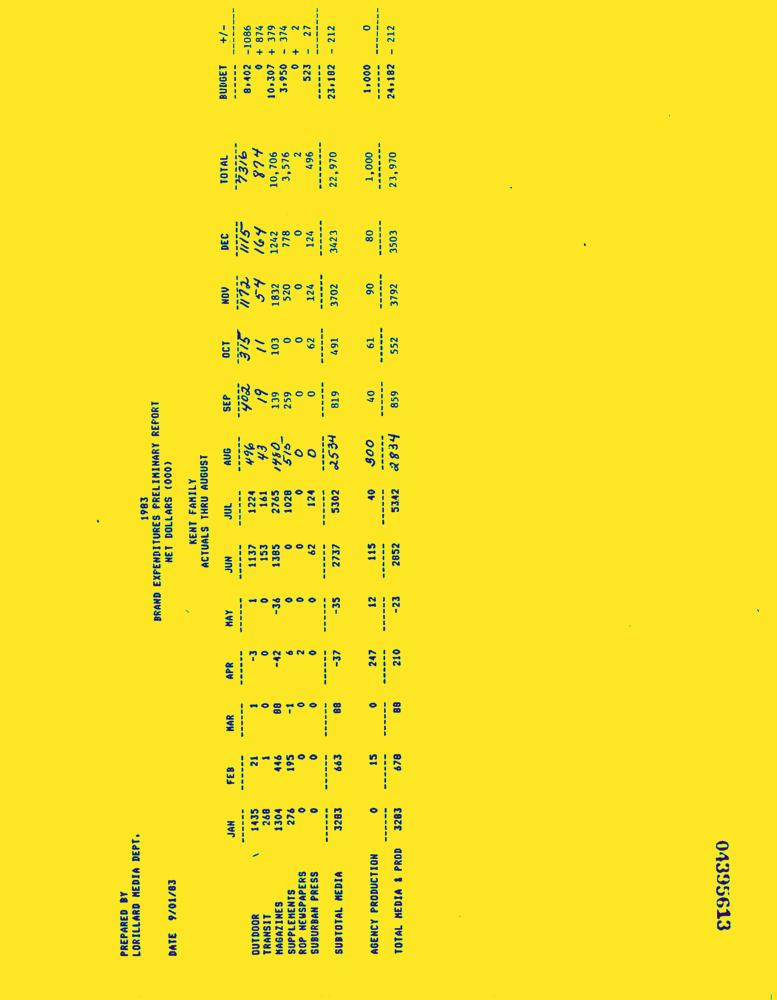 PREPARED BY
LORILLARD MEDIA DEPT.
DATE 9/01/83
1983
BRAND EXPENDITURES PRELIMINARY REPORT
NET DOLLARS (000)
KENT FAMILY
ACTUALS THRU AUGUST
JAN FEB MAR APR MAY JUN JUL AUG SEP OCT NOV DEC TOTAL BUDGET +/-
OUTDOOR 1435 21 1 -3 1 1137 1224 496 402 315 1172 1115 7316 8,402 -1086
TRANSIT 268 1 0 0 0 153 161 43 19 11 54 164 874 0 + 874
MAGAZINES 1304 446 88 -42 -36 1385 2765 1480 139 103 1832 1242 10,706 10,307 + 379
SUPPLEMENTS 276 195 -1 6 0 0 1028 515 259 0 520 778 3,576 3,950 - 374
ROP NEWSPAPERS 0 0 0 2 0 0 0 0 0 0 0 0 2 0 + 2
SUBURBAN PRESS 0 0 0 0 0 62 124 0 0 62 124 124 496 523 - 27
SUBTOTAL MEDIA 3283 663 88 -37 -35 2737 5302 2534 819 491 3702 3423 22,970 23,182 - 212
AGENCY PRODUCTION 0 15 0 247 12 115 40 300 40 61 90 80 1,000 1,000 0
TOTAL MEDIA & PROD 3283 678 88 210 -23 2852 5342 2834 859 552 3792 3503 23,970 24,182 - 212
04395613